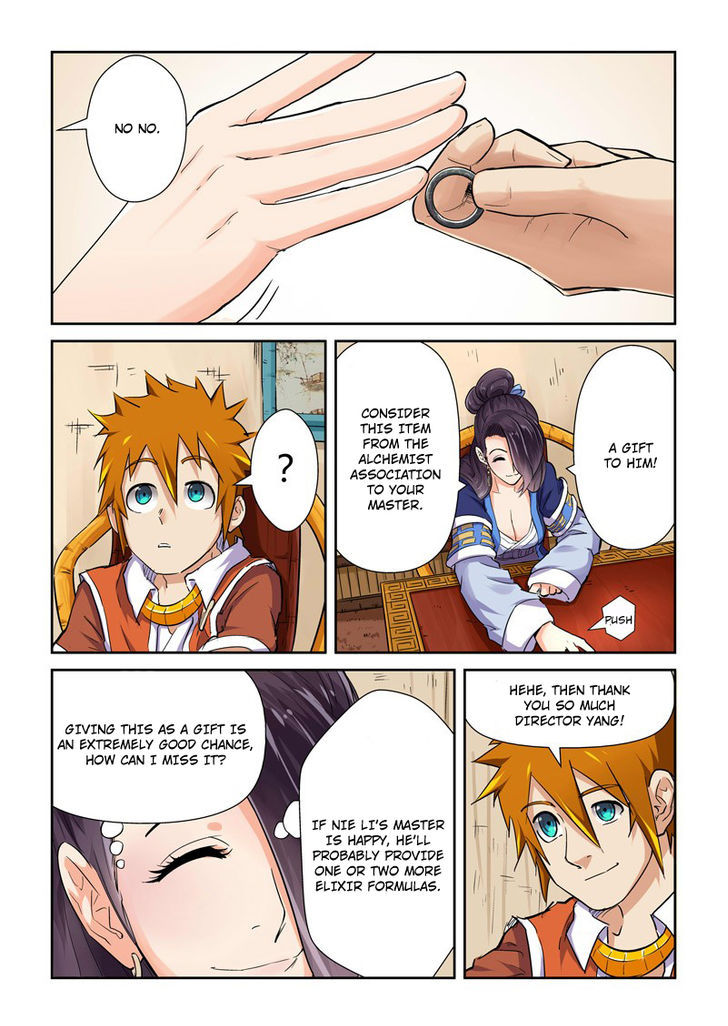 NO NO.
?
CONSIDER
THIS ITEM
FROM THE
ALCHEMIST
ASSOCIATION
TO YOUR
MASTER.
A GIFT
TO HIM!
PUSH
GIVING THIS AS A GIFT IS
AN EXTREMELY GOOD CHANCE,
HOW CAN I MISS IT?
IF NIE LI'S MASTER
IS HAPPY, HE'LL
PROBABLY PROVIDE
ONE OR TWO MORE
ELIXIR FORMULAS.
HEHE, THEN THANK
YOU SO MUCH
DIRECTOR YANG!